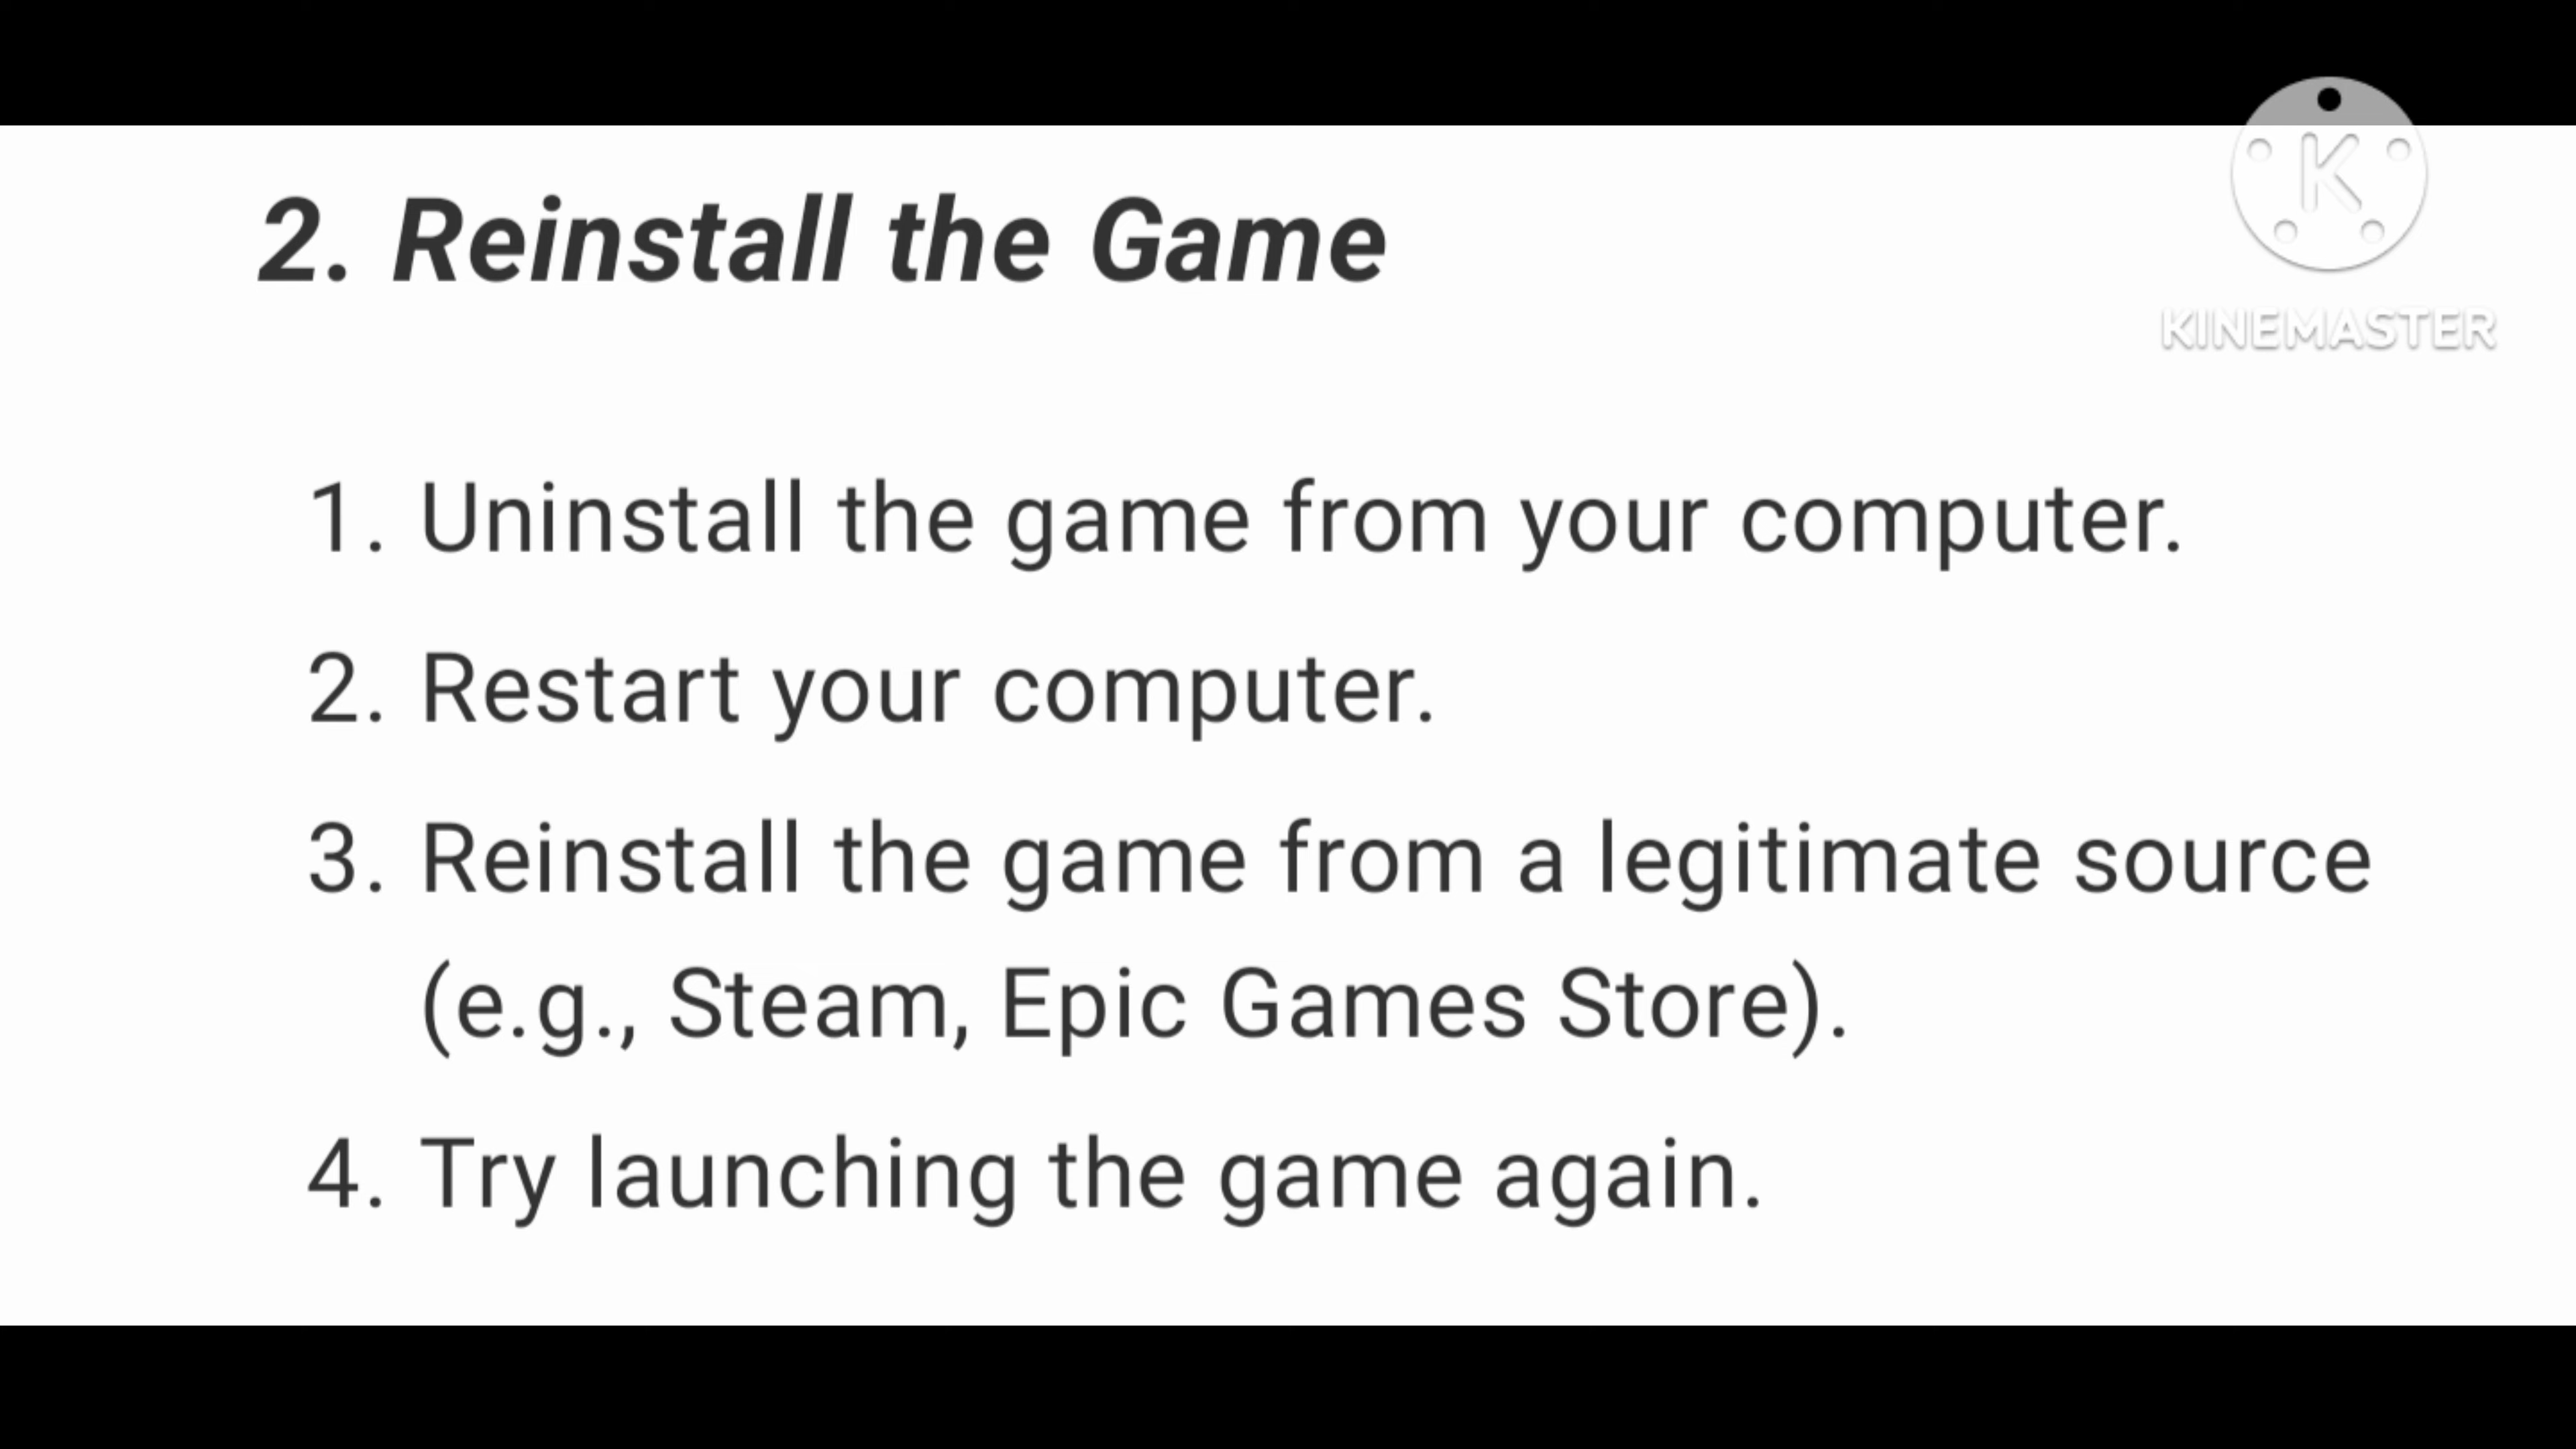 2. Reinstall the Game
K
KINEMASTER
1. Uninstall the game from your computer.
2. Restart your computer.
3. Reinstall the game from a legitimate source
(e.g., Steam, Epic Games Store).
4. Try launching the game again.